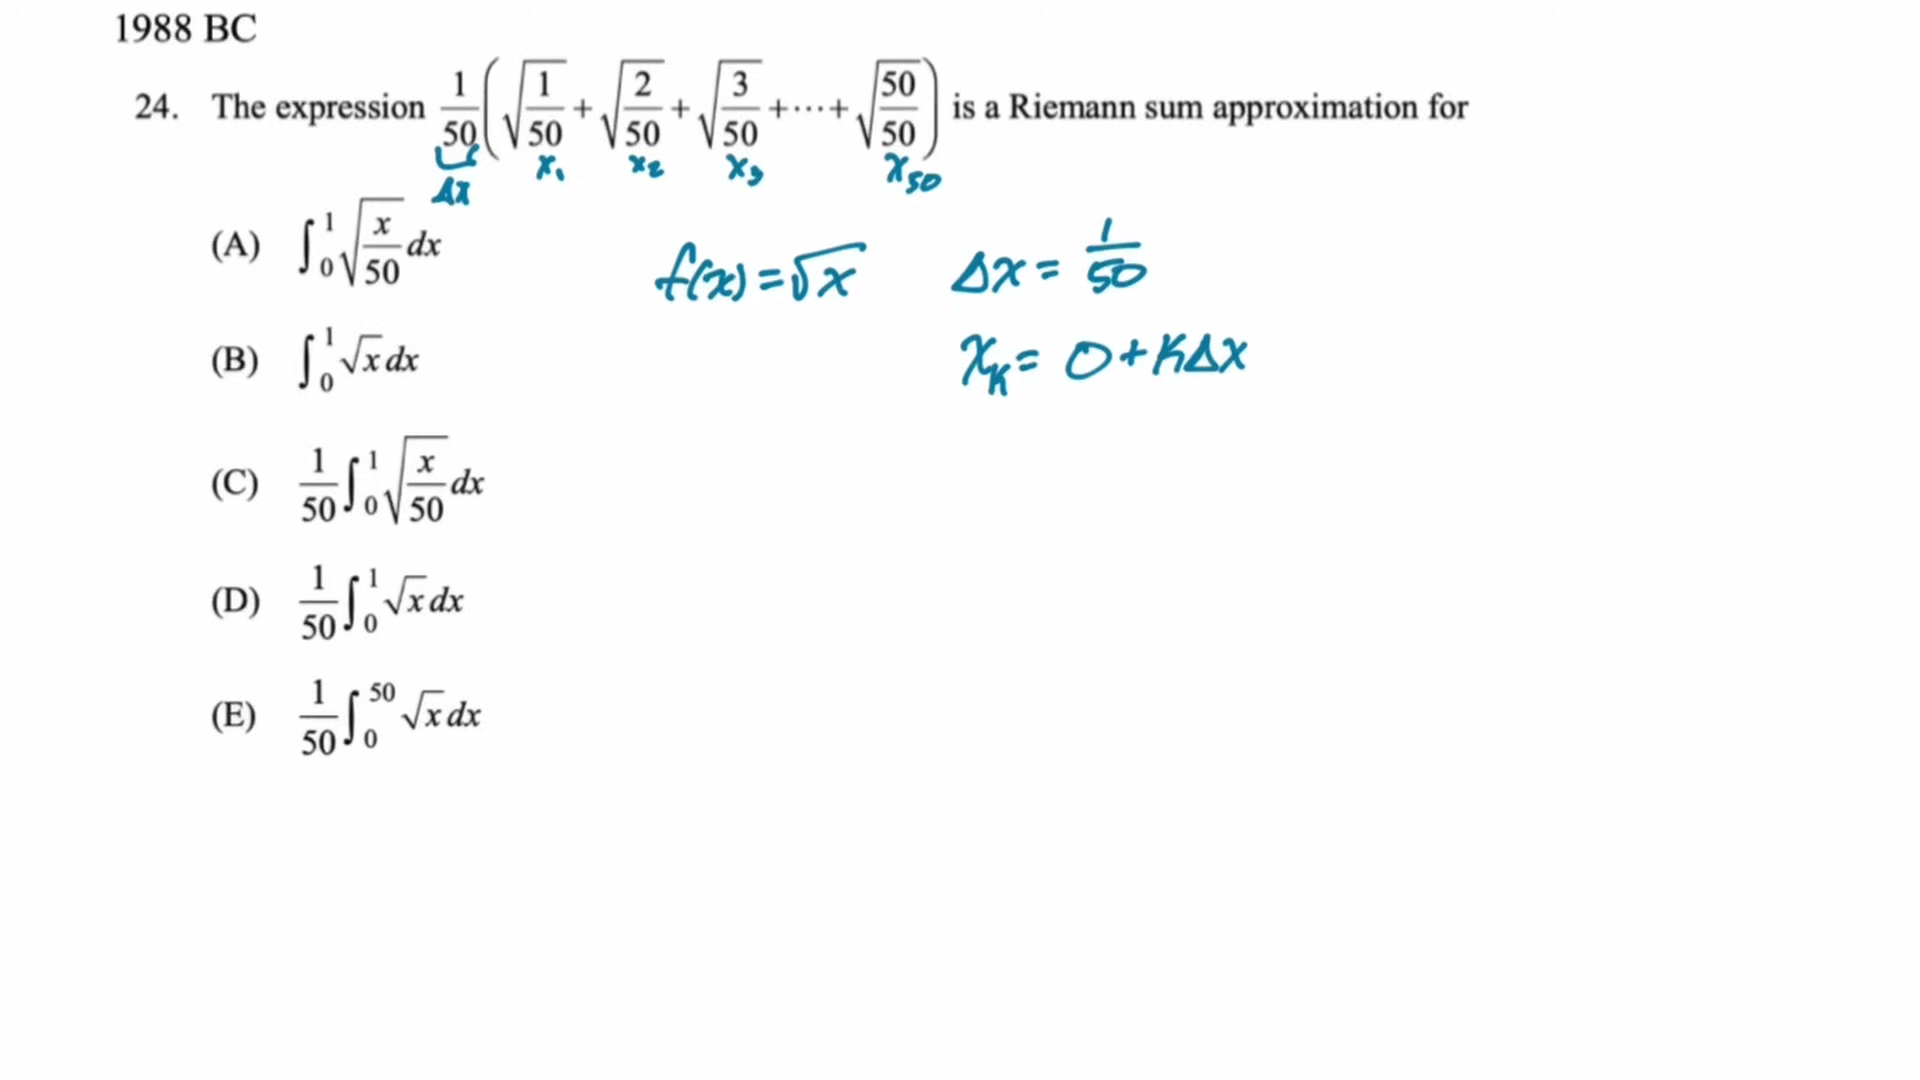 1988 BC
24. The expression 1/50(√(1/50) + √(2/50) + √(3/50) + ⋯ + √(50/50)) is a Riemann sum approximation for
Δx x₁ x₂ x₃ x₅₀
(A) ∫₀¹ √(x/50) dx
f(x) = √x Δx = 1/50
(B) ∫₀¹ √x dx
xₖ = 0 + KΔx
(C) 1/50 ∫₀¹ √(x/50) dx
(D) 1/50 ∫₀¹ √x dx
(E) 1/50 ∫₀⁵⁰ √x dx